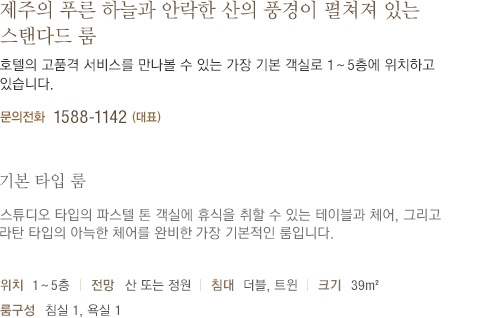 제주의 푸른 하늘과 안락한 산의 풍경이 펼쳐져 있는
스탠다드 룸
호텔의 고품격 서비스를 만나볼 수 있는 가장 기본 객실로 1~5층에 위치하고
있습니다.
문의전화 1588-1142 (대표)
기본 타입 룸
스튜디오 타입의 파스텔 톤 객실에 휴식을 취할 수 있는 테이블과 체어, 그리고
라탄 타입의 아늑한 체어를 완비한 가장 기본적인 룸입니다.
위치 1~5층 | 전망 산 또는 정원 | 침대 더블, 트윈 | 크기 39m²
룸구성 침실 1, 욕실 1